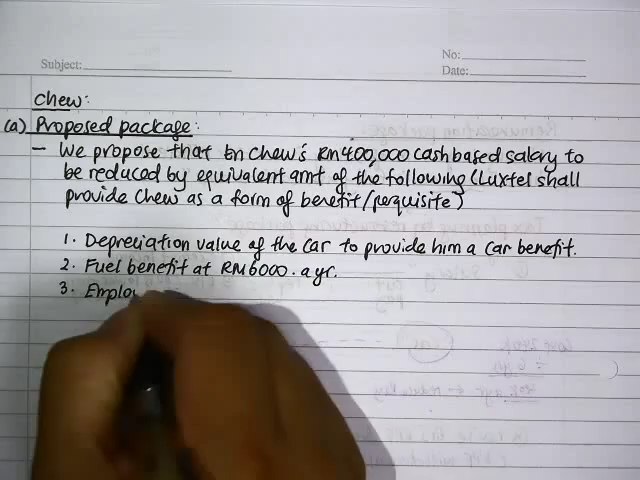 No:
Subject:
Date:
Chew:
(a) Proposed package:
- We propose that En Chew's RM400,000 cash based salary to
be reduced by equivalent amt of the following (Luxtel shall
provide Chew as a form of benefit/perquisite)
1. Depreciation value of the car to provide him a car benefit.
2. Fuel benefit at RM6000. a yr.
3. Emplo